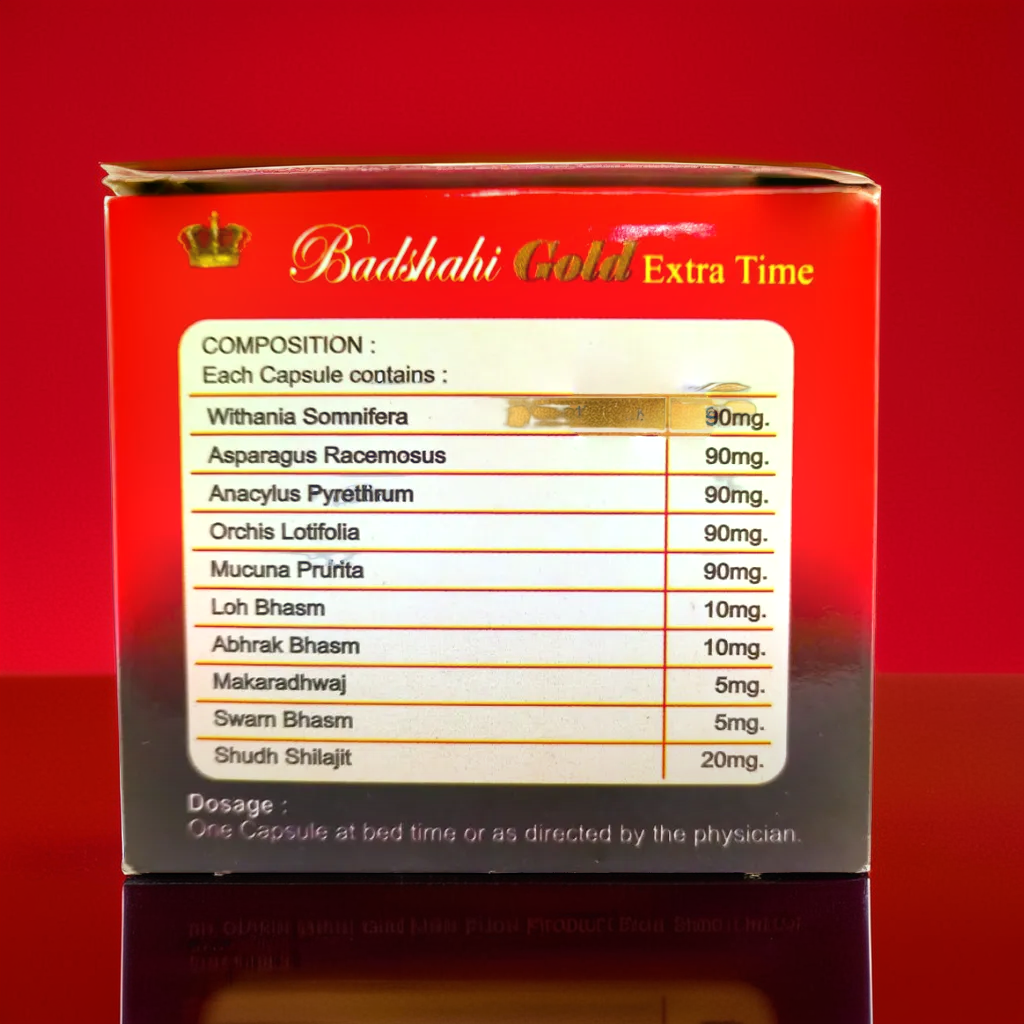 Badshahi Gold Extra Time
COMPOSITION :
Each Capsule contains :
Withania Somnifera 90mg.
Asparagus Racemosus 90mg.
Anacylus Pyrethrum 90mg.
Orchis Lotifolia 90mg.
Mucuna Prurita 90mg.
Loh Bhasm 10mg.
Abhrak Bhasm 10mg.
Makaradhwaj 5mg.
Swarn Bhasm 5mg.
Shudh Shilajit 20mg.
Dosage :
One Capsule at bed time or as directed by the physician.